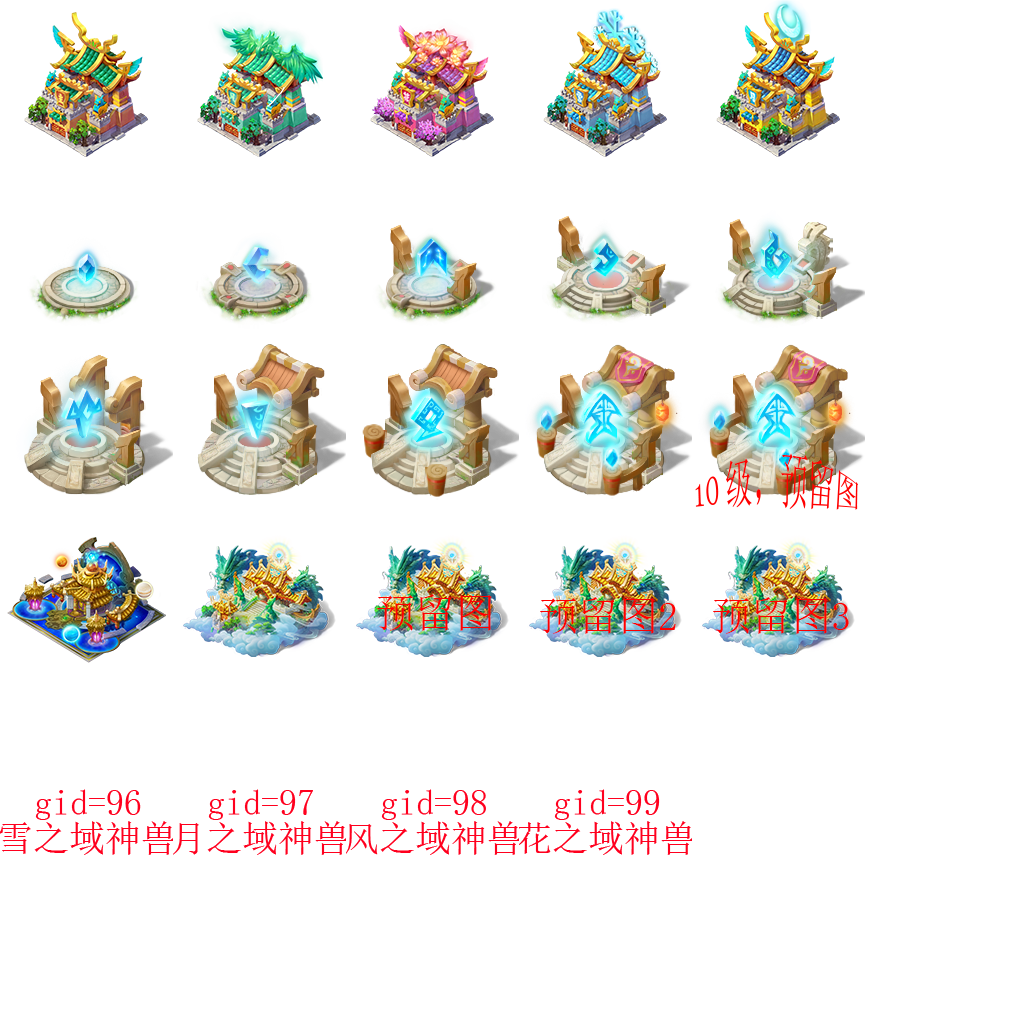 10级，预留图
预留图
预留图2
预留图3
gid=96
雪之域神兽
gid=97
月之域神兽
gid=98
风之域神兽
gid=99
花之域神兽